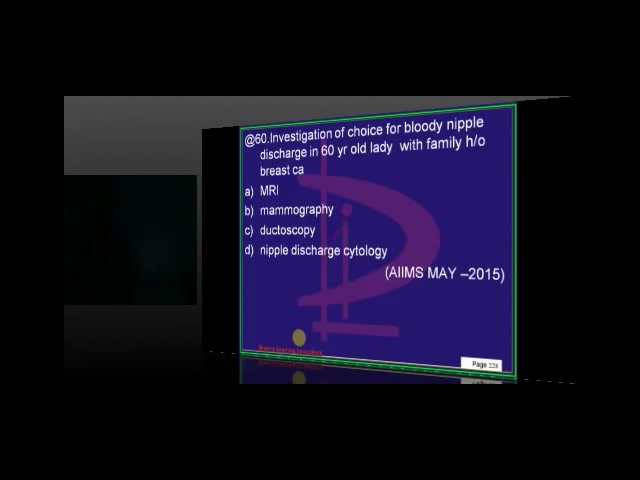 @60.Investigation of choice for bloody nipple
discharge in 60 yr old lady with family h/o
breast ca
a) MRI
b) mammography
c) ductoscopy
d) nipple discharge cytology
(AIIMS MAY –2015)
Page 228